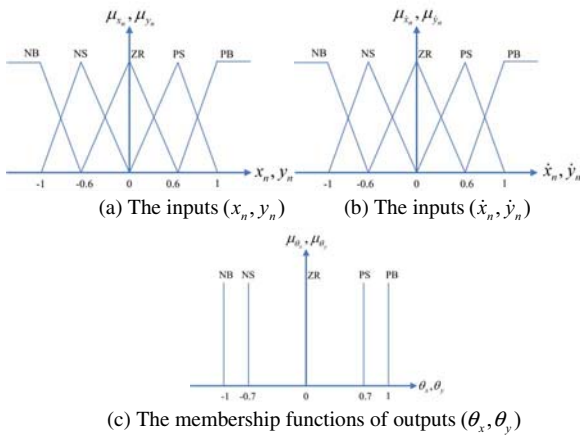 μ_{x_n}, μ_{y_n}
NB NS ZR PS PB
-1 -0.6 0 0.6 1
x_n, y_n
(a) The inputs (x_n, y_n)
μ_{ẋ_n}, μ_{ẏ_n}
NB NS ZR PS PB
-1 -0.6 0 0.6 1
ẋ_n, ẏ_n
(b) The inputs (ẋ_n, ẏ_n)
μ_{θ_x}, μ_{θ_y}
NB NS ZR PS PB
-1 -0.7 0 0.7 1
θ_x, θ_y
(c) The membership functions of outputs (θ_x, θ_y)